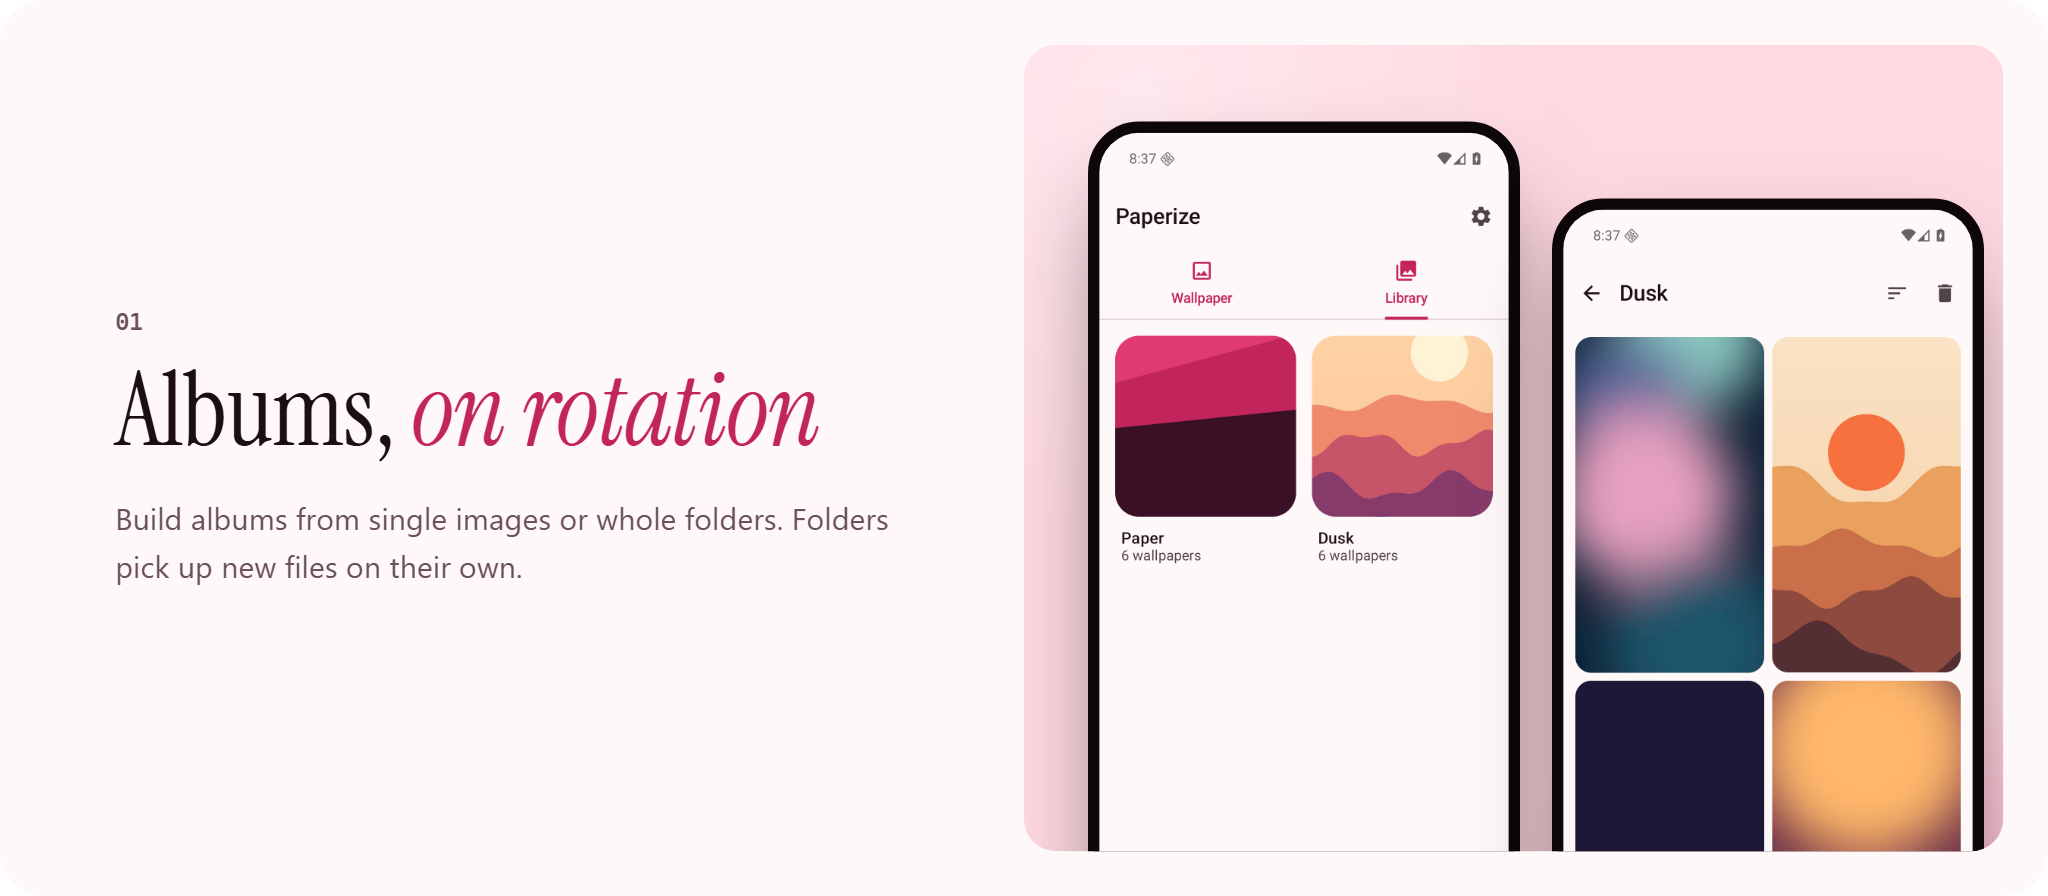 01
Albums, on rotation
Build albums from single images or whole folders. Folders
pick up new files on their own.
8:37
Paperize
Wallpaper
Library
Paper
6 wallpapers
Dusk
6 wallpapers
8:37
Dusk